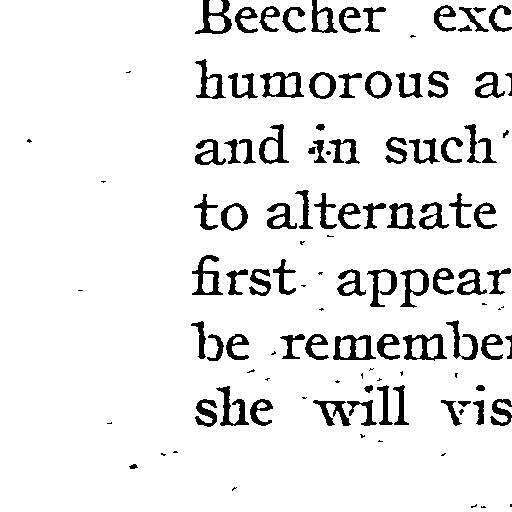 Beecher exc
humorous a
and in such
to alternate
first appear
be remember
she will vis